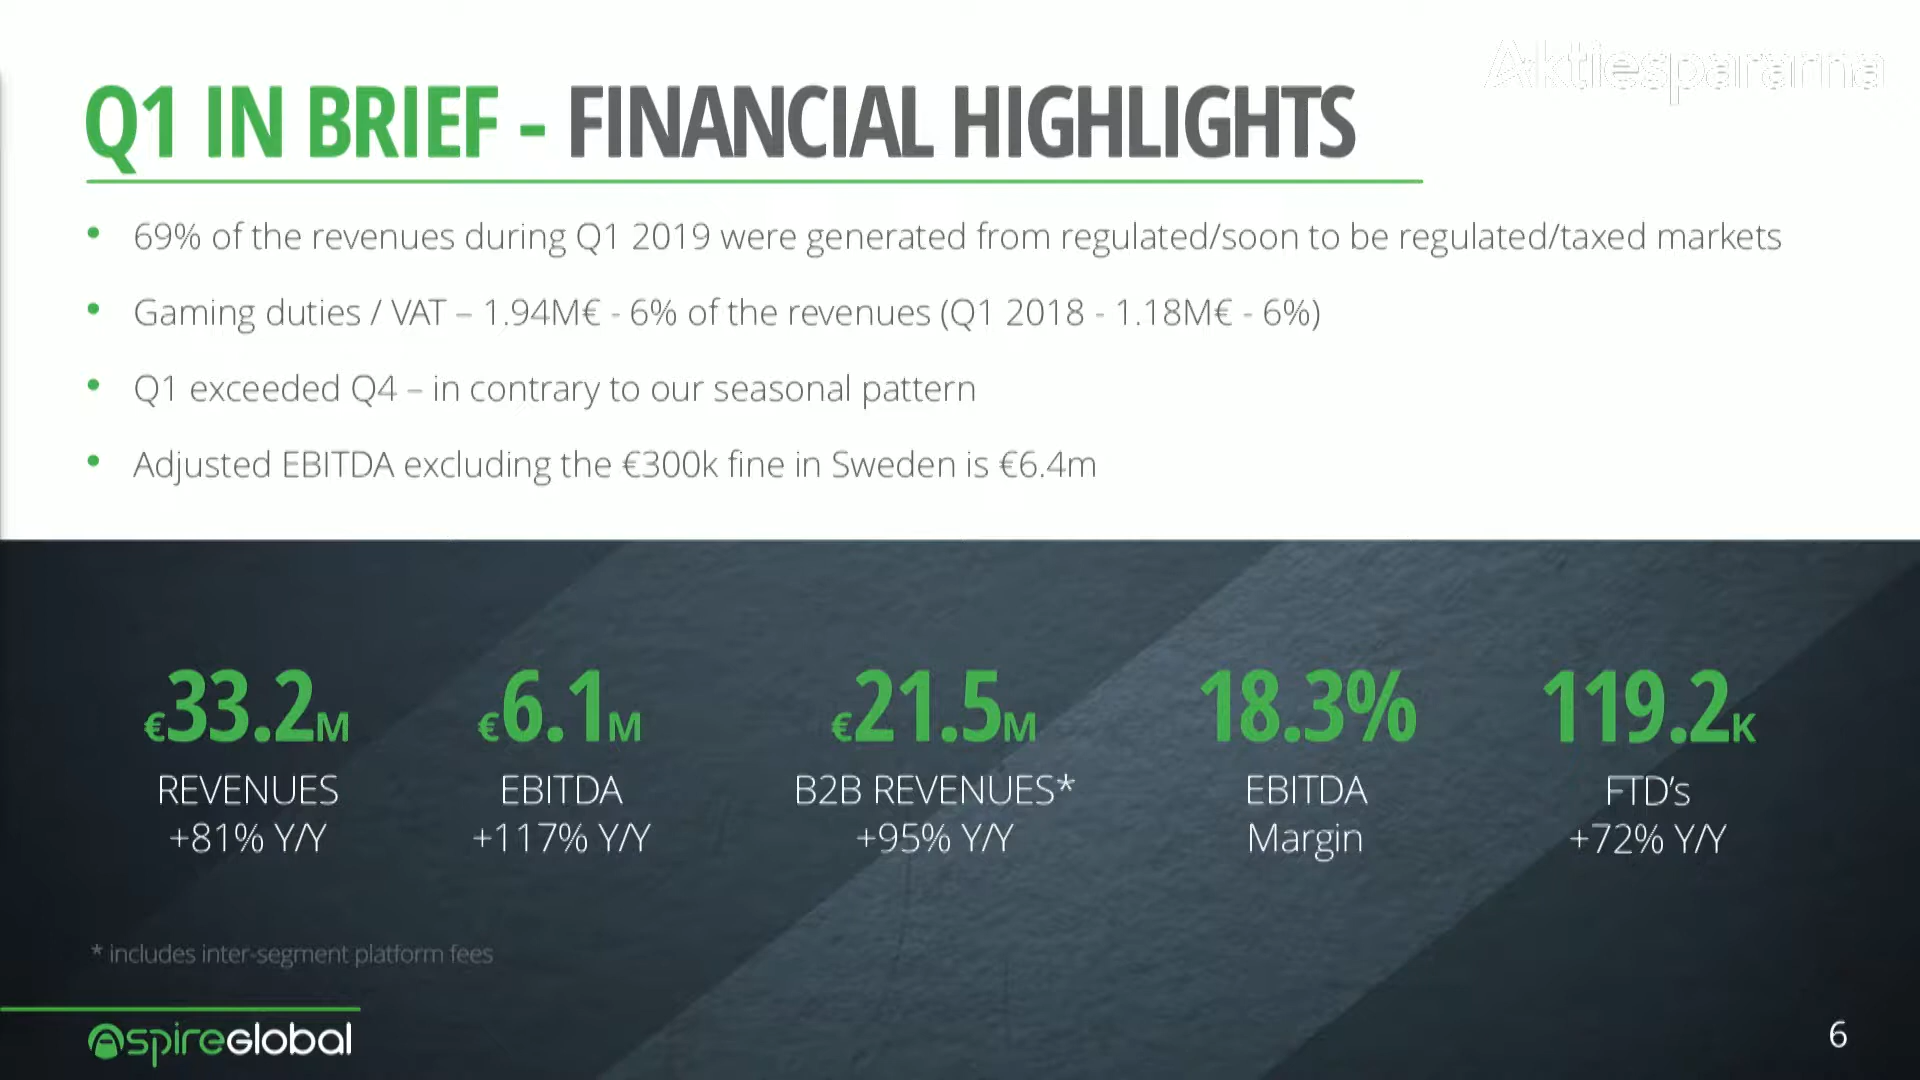 Aktiespararna
Q1 IN BRIEF - FINANCIAL HIGHLIGHTS
• 69% of the revenues during Q1 2019 were generated from regulated/soon to be regulated/taxed markets
• Gaming duties / VAT – 1.94M€ - 6% of the revenues (Q1 2018 - 1.18M€ - 6%)
• Q1 exceeded Q4 – in contrary to our seasonal pattern
• Adjusted EBITDA excluding the €300k fine in Sweden is €6.4m
€33.2M €6.1M €21.5M 18.3% 119.2K
REVENUES EBITDA B2B REVENUES* EBITDA FTD's
+81% Y/Y +117% Y/Y +95% Y/Y Margin +72% Y/Y
* includes inter-segment platform fees
aspireGlobal
6